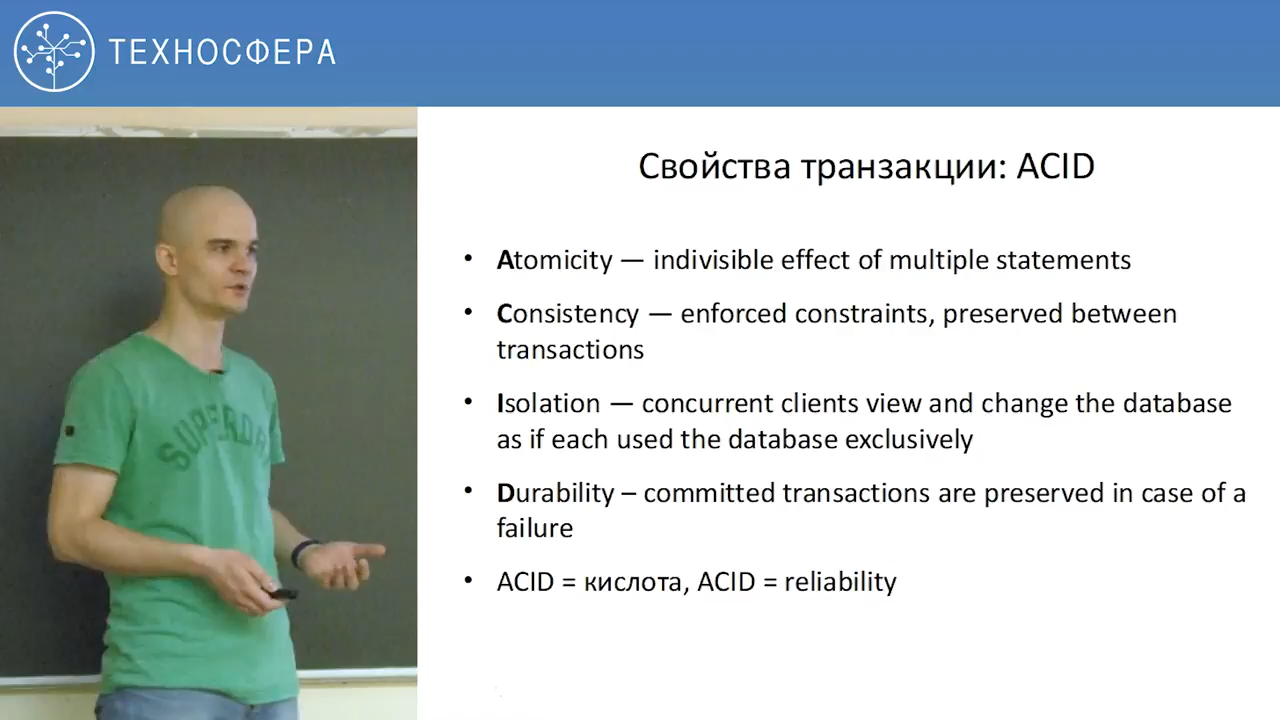 ТЕХНОСФЕРА
Свойства транзакции: ACID
• Atomicity — indivisible effect of multiple statements
• Consistency — enforced constraints, preserved between
transactions
• Isolation — concurrent clients view and change the database
as if each used the database exclusively
• Durability – committed transactions are preserved in case of a
failure
• ACID = кислота, ACID = reliability